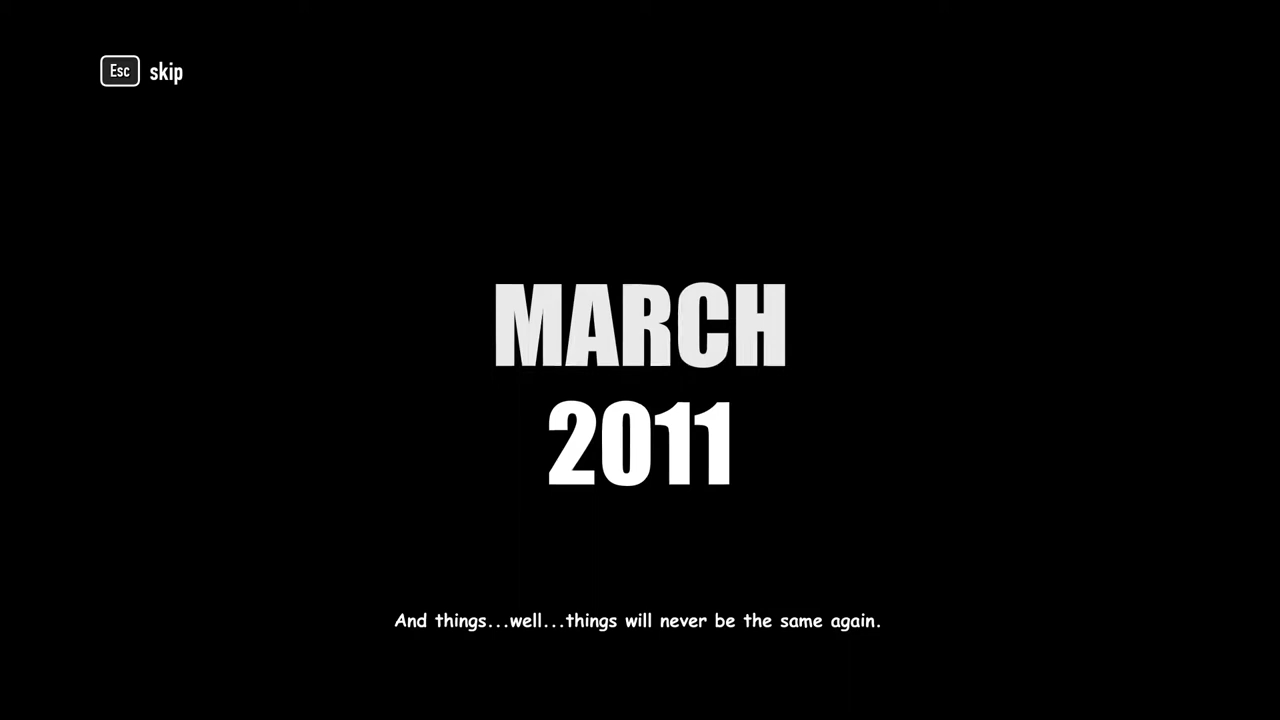 Esc skip
MARCH
2011
And things...well...things will never be the same again.